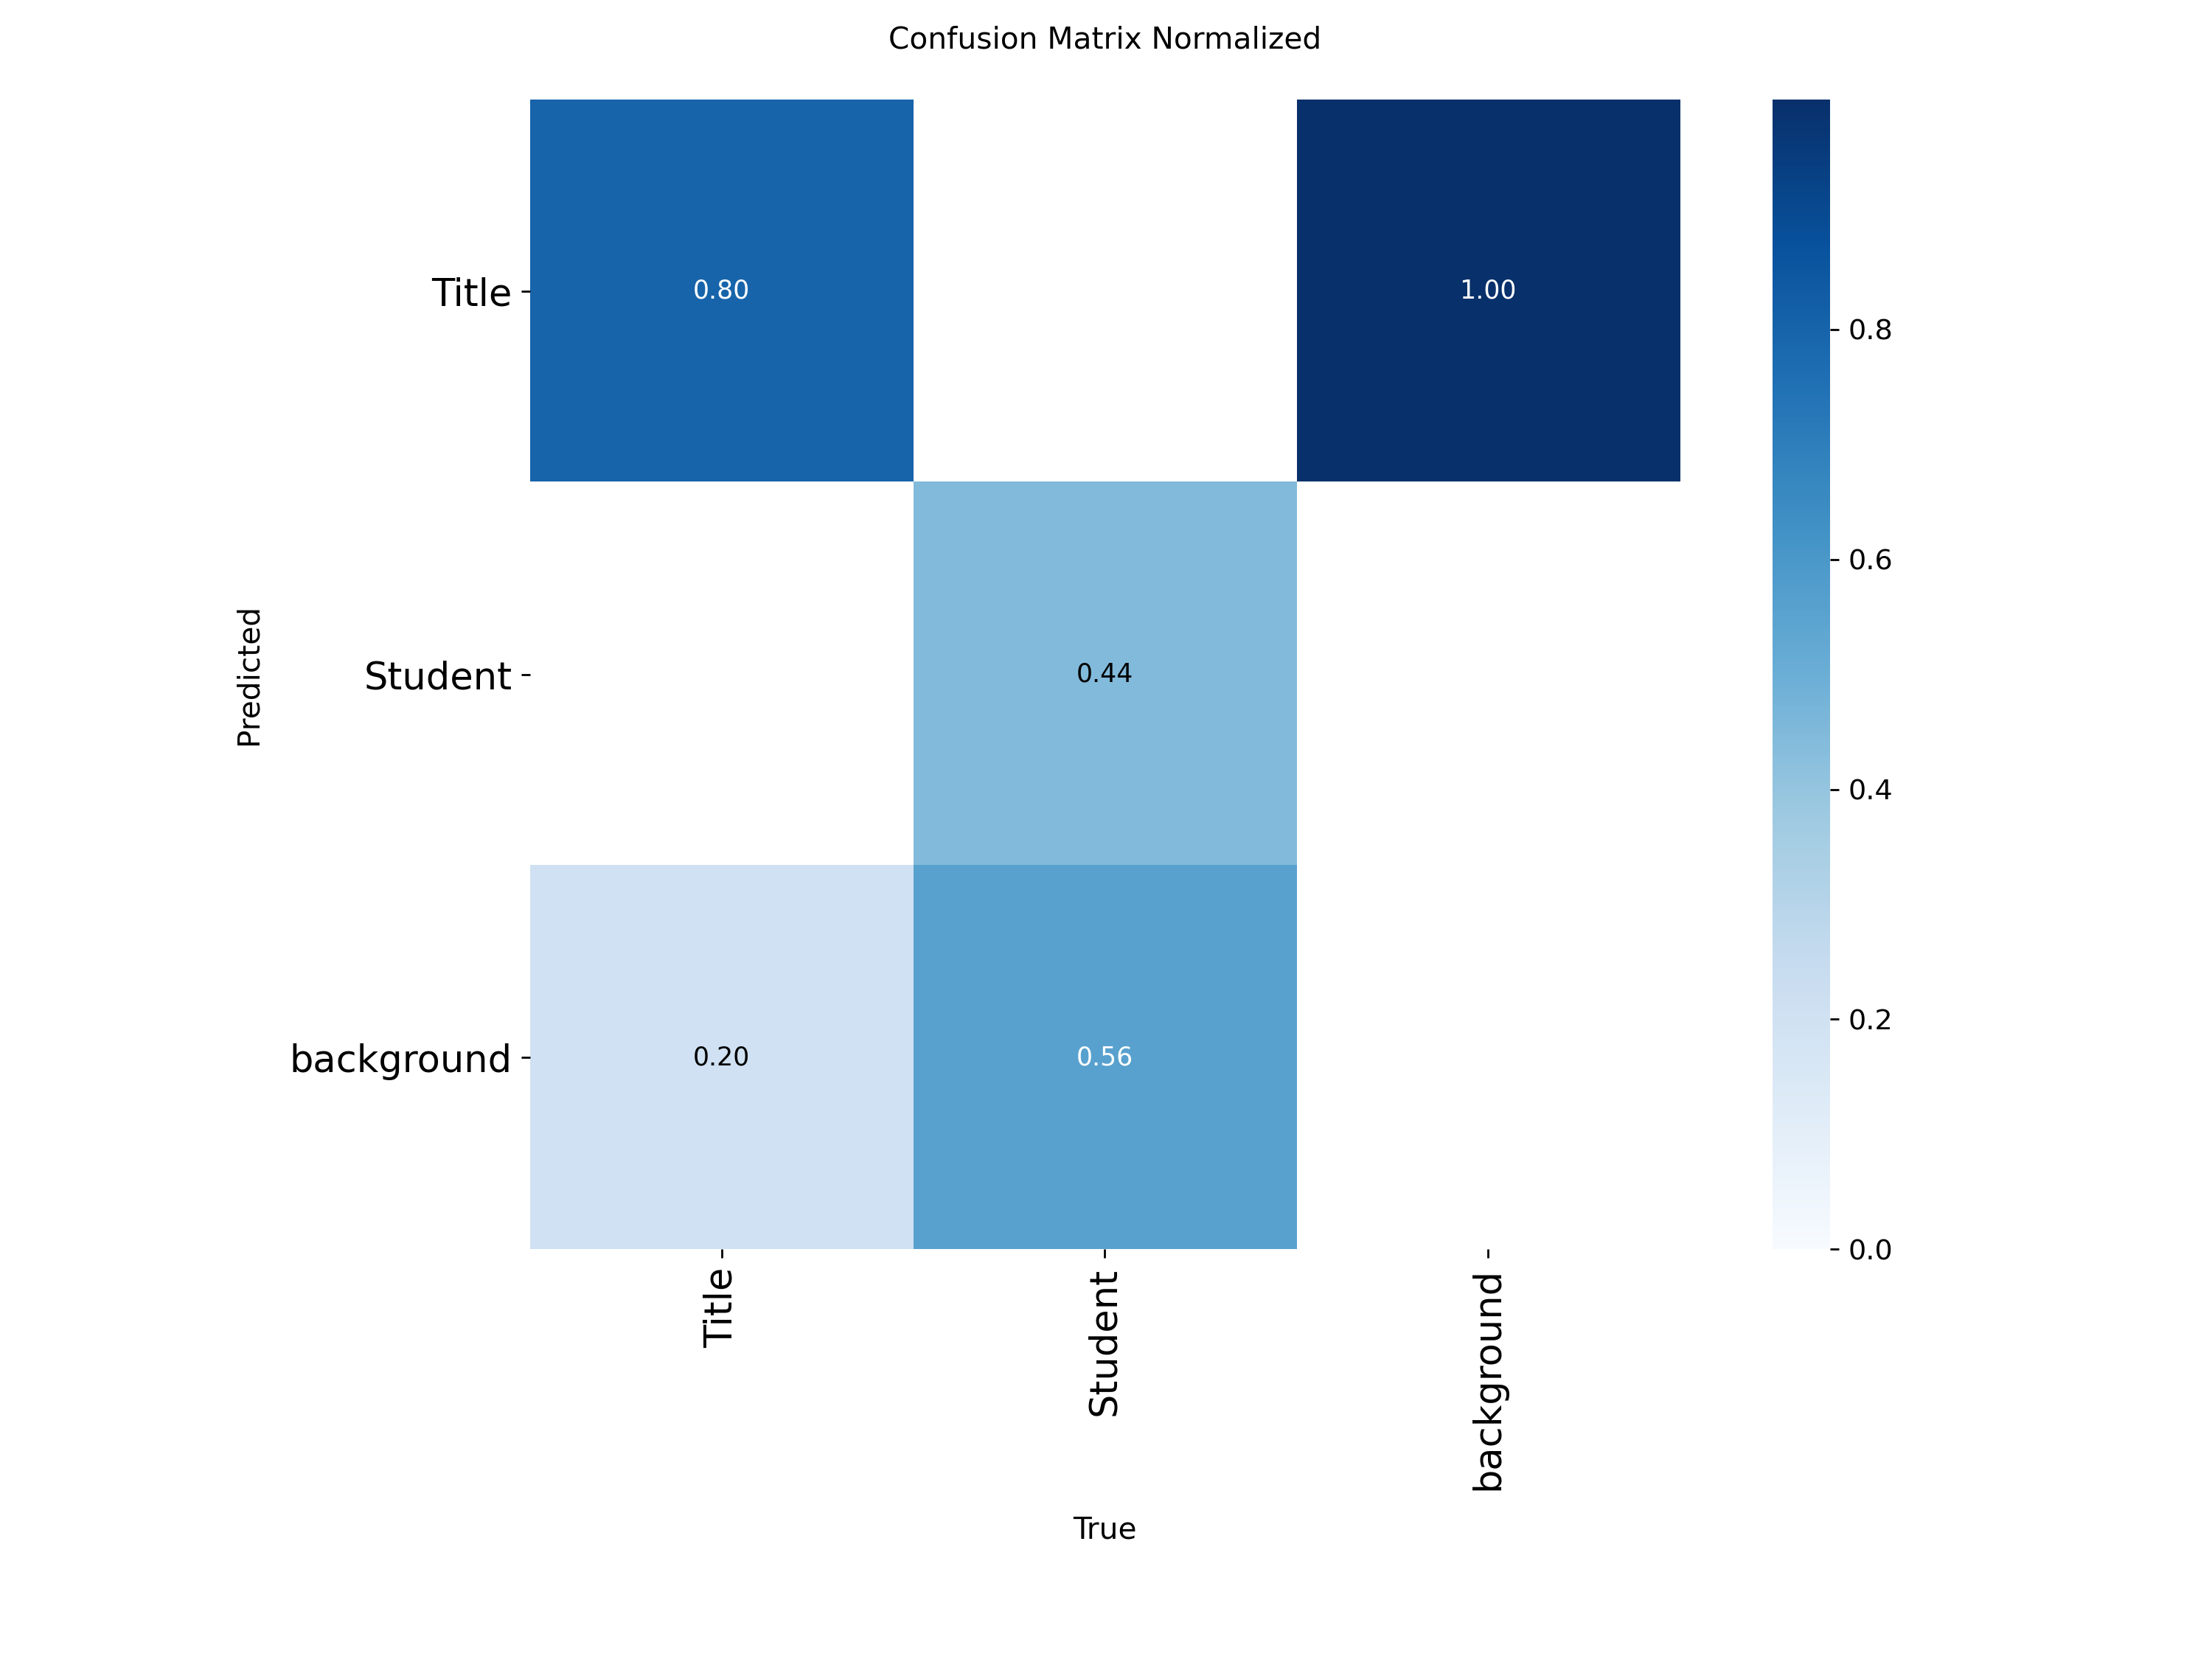 Confusion Matrix Normalized
Title
0.80
1.00
0.8
0.6
Predicted
Student
0.44
0.4
background
0.20
0.56
0.2
0.0
Title
Student
background
True